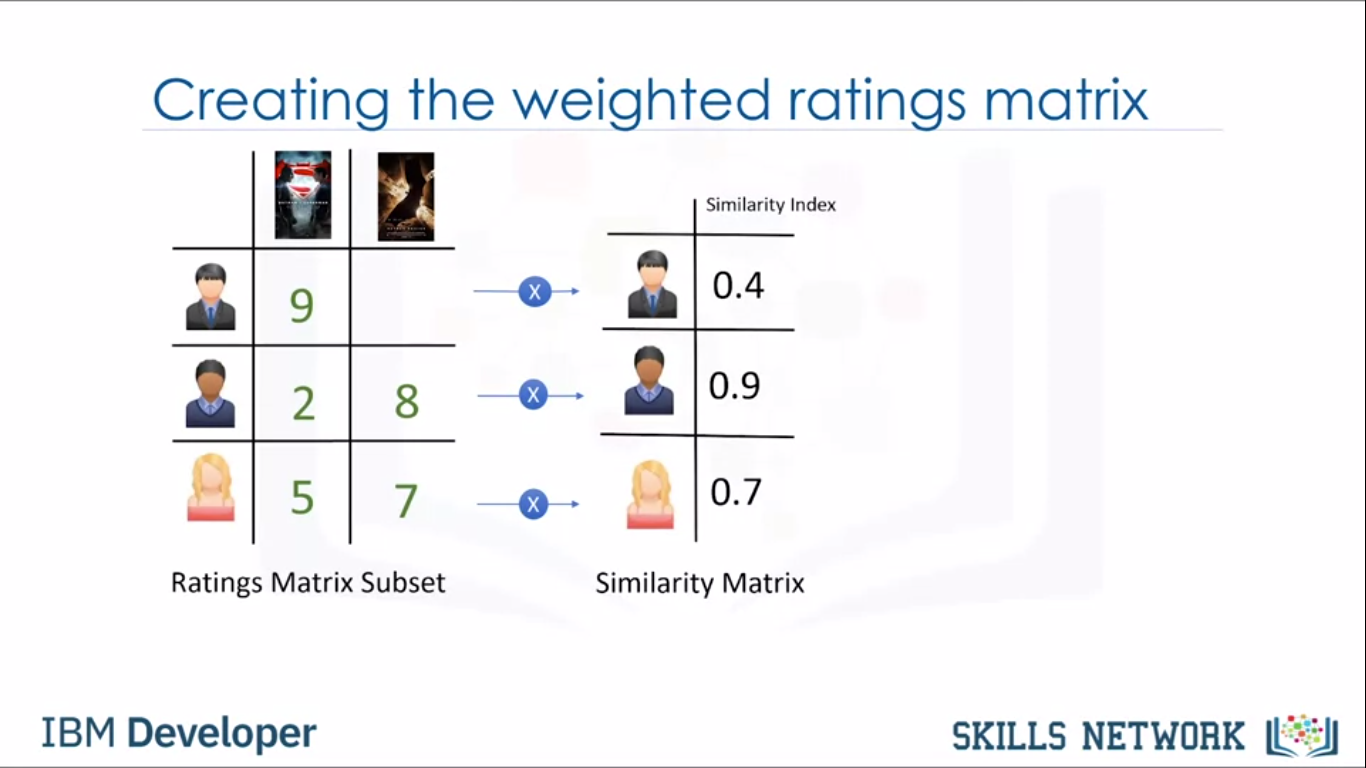 Creating the weighted ratings matrix
Similarity Index
9
X
0.4
2
8
X
0.9
5
7
X
0.7
Ratings Matrix Subset
Similarity Matrix
IBM Developer
SKILLS NETWORK